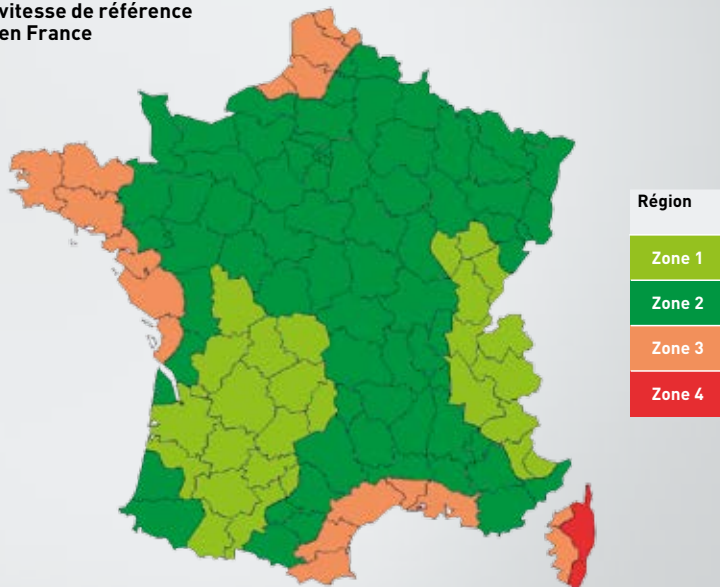 vitesse de référence
en France
Région
Zone 1
Zone 2
Zone 3
Zone 4